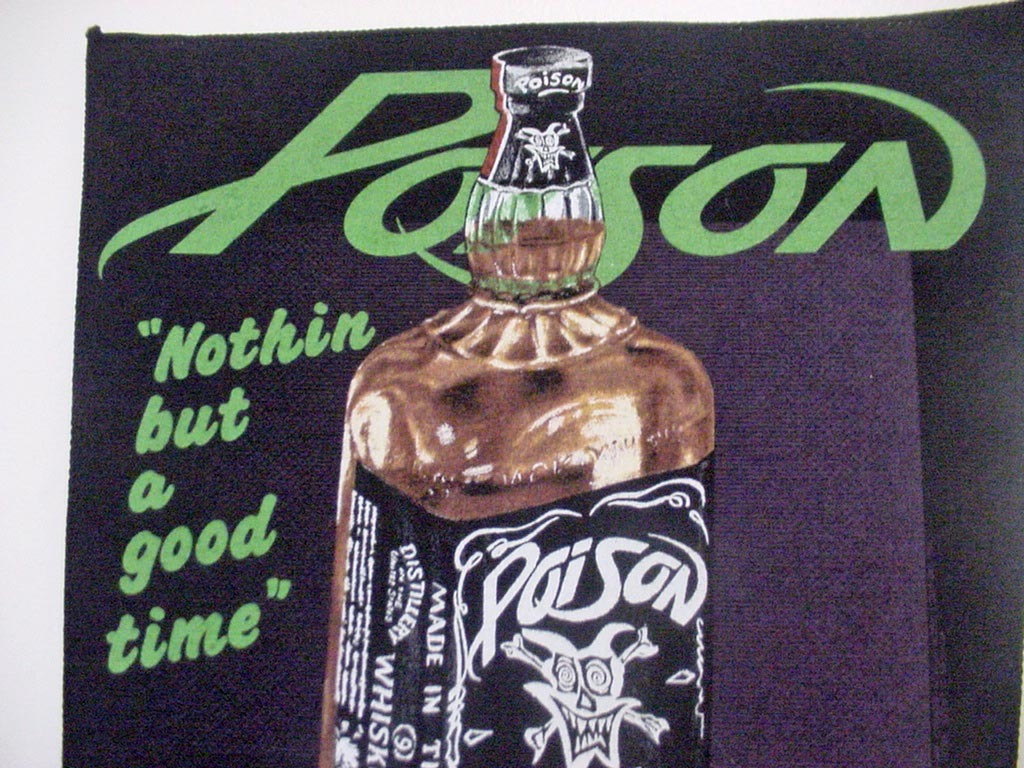 Poison
Poison
"Nothin
but
a
good
time"
Poison
DISTILLERY
MADE IN T
WHISK